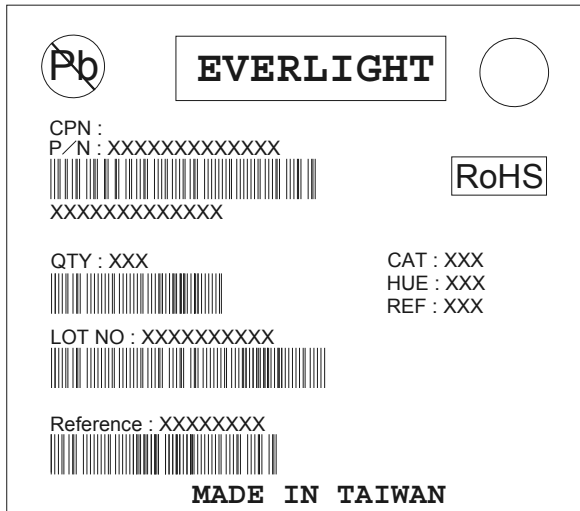 Pb
EVERLIGHT
CPN :
P/N : XXXXXXXXXXXXX
RoHS
XXXXXXXXXXXXX
QTY : XXX
CAT : XXX
HUE : XXX
REF : XXX
LOT NO : XXXXXXXXXX
Reference : XXXXXXXX
MADE IN TAIWAN